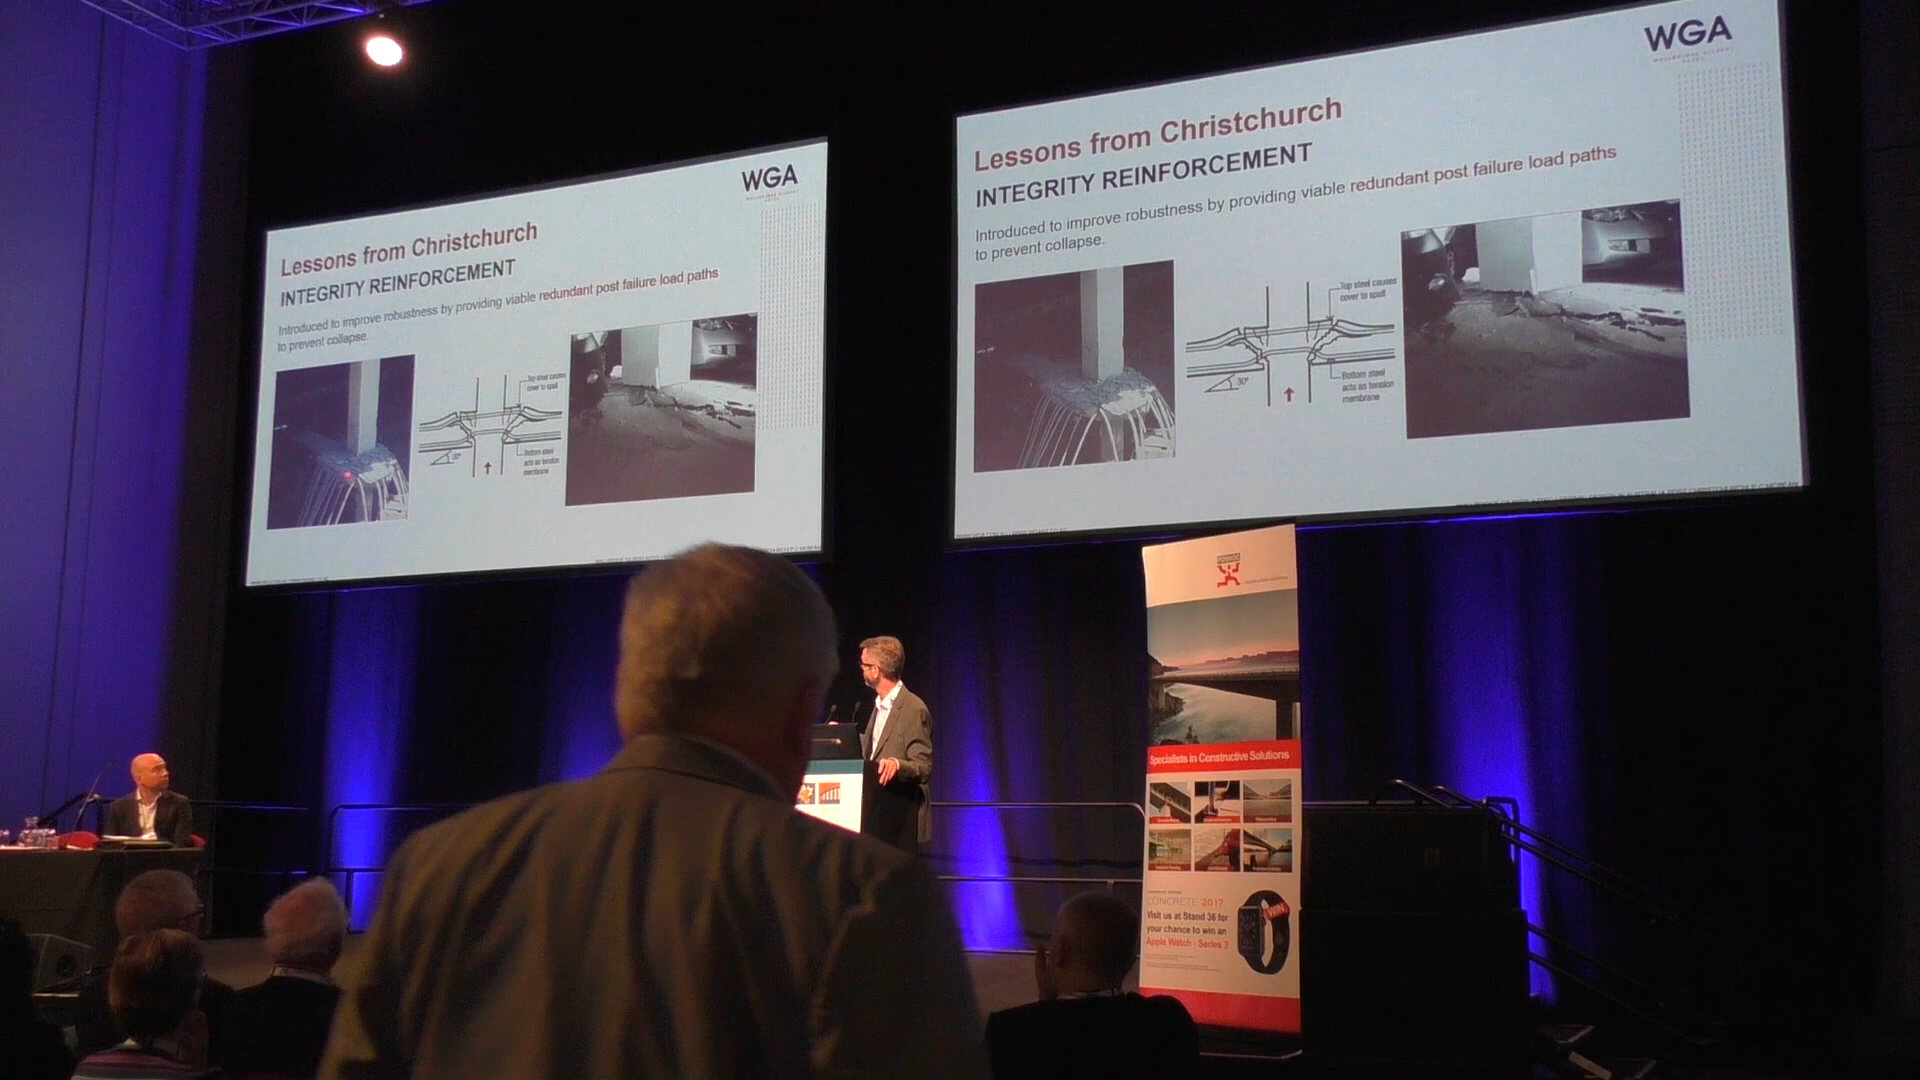 WGA
Lessons from Christchurch
INTEGRITY REINFORCEMENT
Introduced to improve robustness by providing viable redundant post failure load paths
to prevent collapse.
Top steel causes
cover to spall
30°
Bottom steel
acts as tension
membrane
WGA
Lessons from Christchurch
INTEGRITY REINFORCEMENT
Introduced to improve robustness by providing viable redundant post failure load paths
to prevent collapse.
Top steel causes
cover to spall
30°
Bottom steel
acts as tension
membrane
FOSROC
constructive solutions
Specialists in Constructive Solutions
CONCRETE 2017
Visit us at Stand 36 for
your chance to win an
Apple Watch - Series 3
WIN